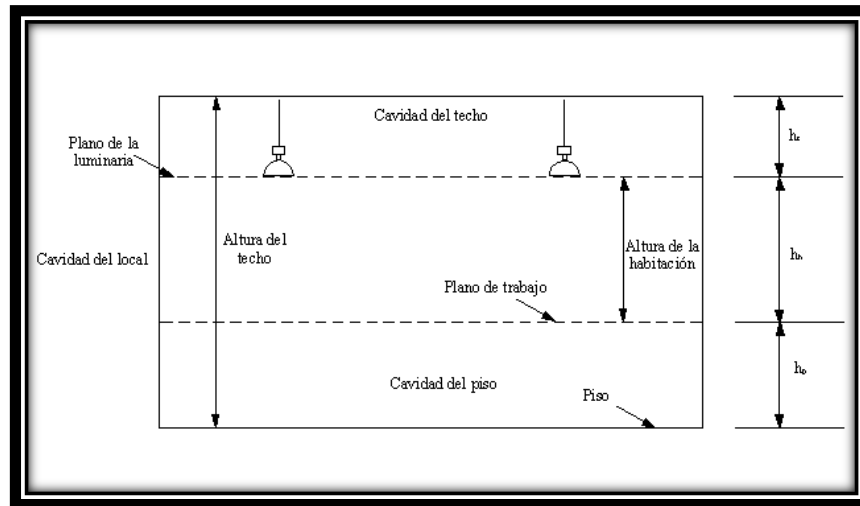 Cavidad del techo
Plano de la
luminaria
Cavidad del local
Altura del
techo
Altura de la
habitación
Plano de trabajo
Cavidad del piso
Piso
hₕ